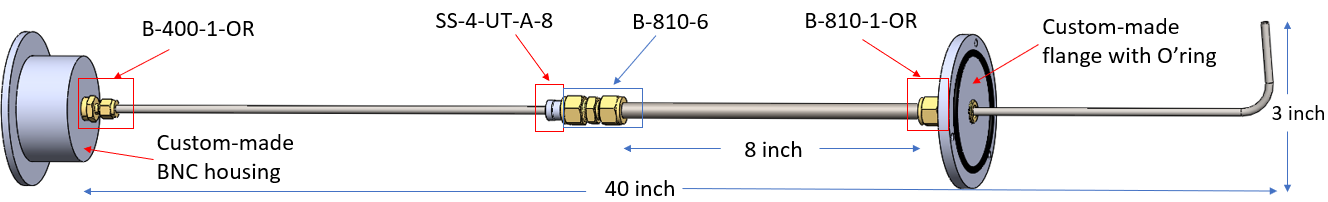 B-400-1-OR
SS-4-UT-A-8
B-810-6
B-810-1-OR
Custom-made
flange with O’ring
Custom-made
BNC housing
8 inch
3 inch
40 inch